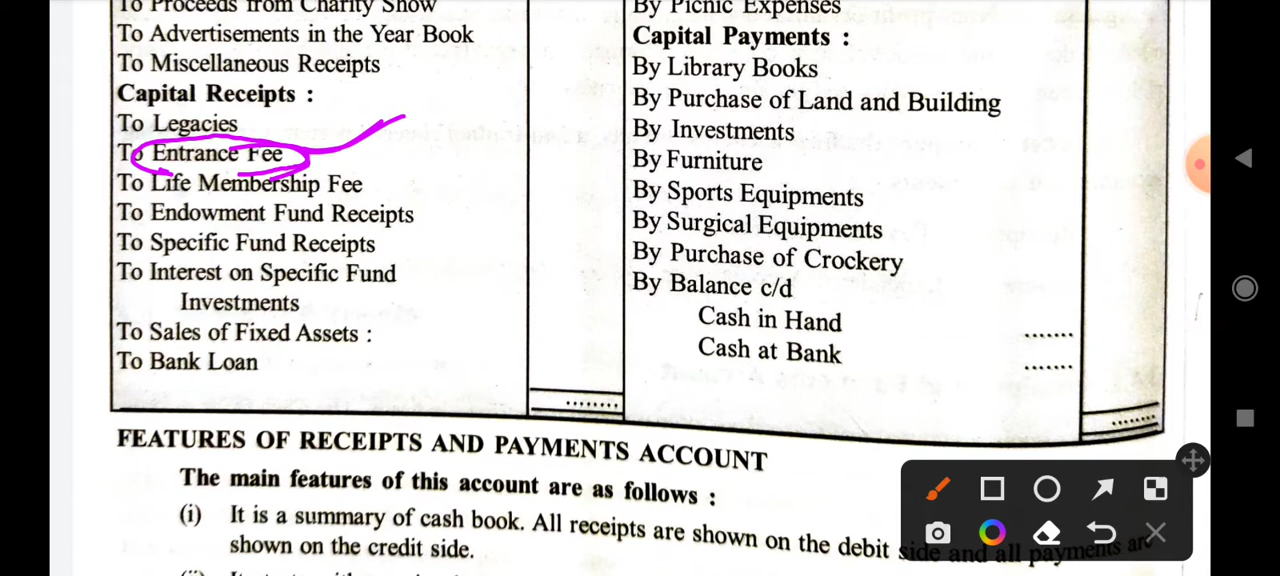 To Proceeds from Charity Show
To Advertisements in the Year Book
To Miscellaneous Receipts
Capital Receipts :
To Legacies
To Entrance Fee
To Life Membership Fee
To Endowment Fund Receipts
To Specific Fund Receipts
To Interest on Specific Fund
Investments
To Sales of Fixed Assets :
To Bank Loan
.........
By Picnic Expenses
Capital Payments :
By Library Books
By Purchase of Land and Building
By Investments
By Furniture
By Sports Equipments
By Surgical Equipments
By Purchase of Crockery
By Balance c/d
Cash in Hand ........
Cash at Bank ........
........
FEATURES OF RECEIPTS AND PAYMENTS ACCOUNT
The main features of this account are as follows :
(i) It is a summary of cash book. All receipts are shown on the debit side and all payments are
shown on the credit side.